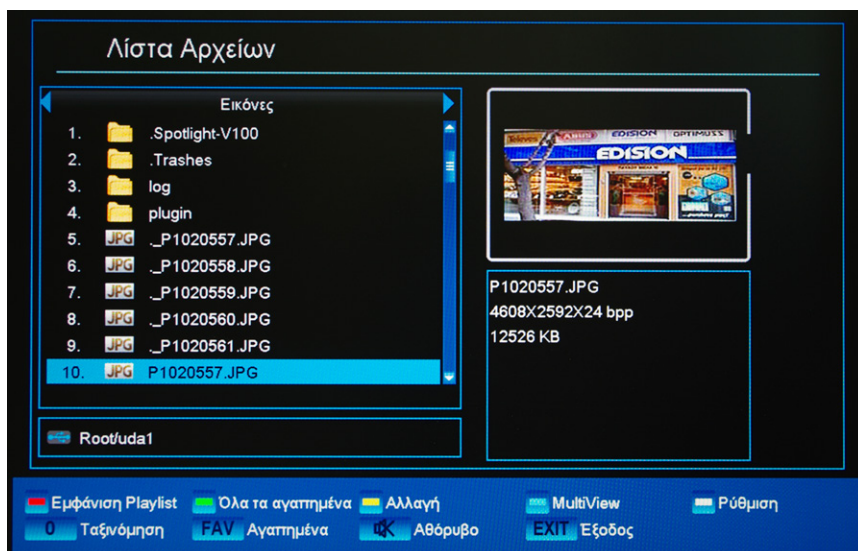 Λίστα Αρχείων
Εικόνες
1. .Spotlight-V100
2. .Trashes
3. log
4. plugin
5. JPG ._P1020557.JPG
6. JPG ._P1020558.JPG
7. JPG ._P1020559.JPG
8. JPG ._P1020560.JPG
9. JPG ._P1020561.JPG
10. JPG P1020557.JPG
Root/uda1
EDISION OPTIMUSS
EDISION
P1020557.JPG
4608X2592X24 bpp
12526 KB
Εμφάνιση Playlist Όλα τα αγαπημένα Αλλαγή MultiView Ρύθμιση
0 Ταξινόμηση FAV Αγαπημένα Αθόρυβο EXIT Έξοδος